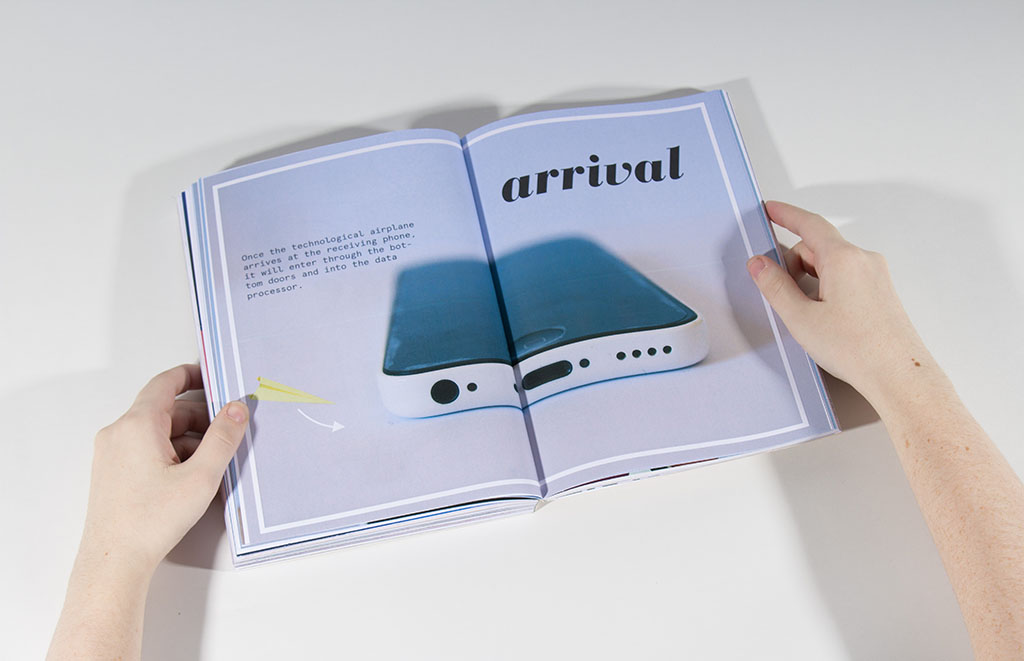 Once the technological airplane
arrives at the receiving phone,
it will enter through the bot-
tom doors and into the data
processor.
arrival